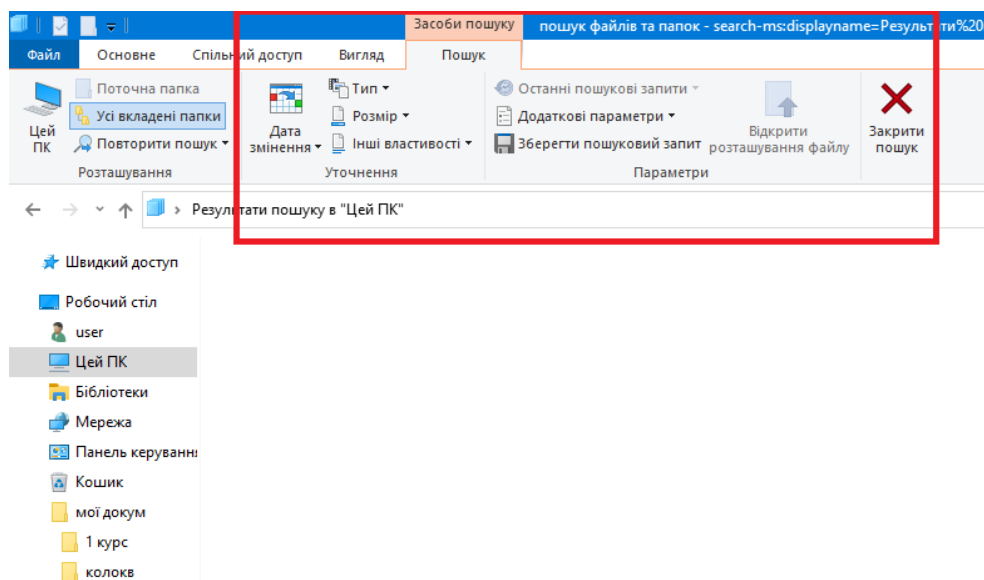 Засоби пошуку
пошук файлів та папок - search-ms:displayname=Результати%20
Файл Основне Спільний доступ Вигляд Пошук
Цей ПК
Поточна папка
Усі вкладені папки
Повторити пошук
Розташування
Дата змінення
Тип
Розмір
Інші властивості
Уточнення
Останні пошукові запити
Додаткові параметри
Зберегти пошуковий запит
Відкрити розташування файлу
Параметри
Закрити пошук
Результати пошуку в "Цей ПК"
Швидкий доступ
Робочий стіл
user
Цей ПК
Бібліотеки
Мережа
Панель керування
Кошик
мої докум
1 курс
колокв